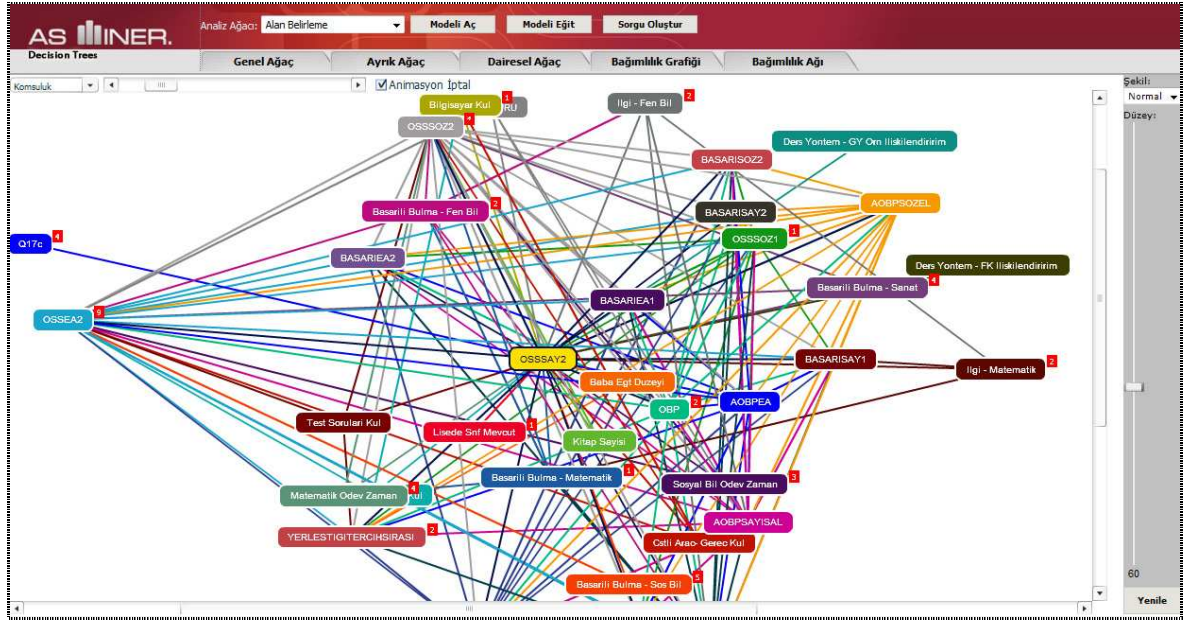 AS MINER.
Decision Trees
Analiz Ağacı: Alan Belirleme
Modeli Aç
Modeli Eğit
Sorgu Oluştur
Genel Ağaç
Ayrık Ağaç
Dairesel Ağaç
Bağımlılık Grafiği
Bağımlılık Ağı
Komsuluk
Animasyon İptal
Şekil:
Normal
Düzey:
Bilgisayar Kul
1
RU
Ilgi - Fen Bil
2
OSSSOZ2
Ders Yontem - GY Orn Iliskilendiririm
BASARISOZ2
Basarili Bulma - Fen Bil
2
BASARISAY2
AOBPSOZEL
Q17c
4
OSSSOZ1
1
BASARIEA2
Ders Yontem - FK Iliskilendiririm
Basarili Bulma - Sanat
4
BASARIEA1
OSSEA2
9
OSSSAY2
BASARISAY1
Ilgi - Matematik
2
Baba Egt Duzeyi
OBP
2
AOBPEA
Test Sorulari Kul
Lisede Snf Mevcut
1
Kitap Sayisi
Basarili Bulma - Matematik
1
Sosyal Bil Odev Zaman
3
Matematik Odev Zaman
4
Kul
AOBPSAYISAL
YERLESTIGITERCIHSIRASI
2
Cstli Arac- Gerec Kul
Basarili Bulma - Sos Bil
3
60
Yenile